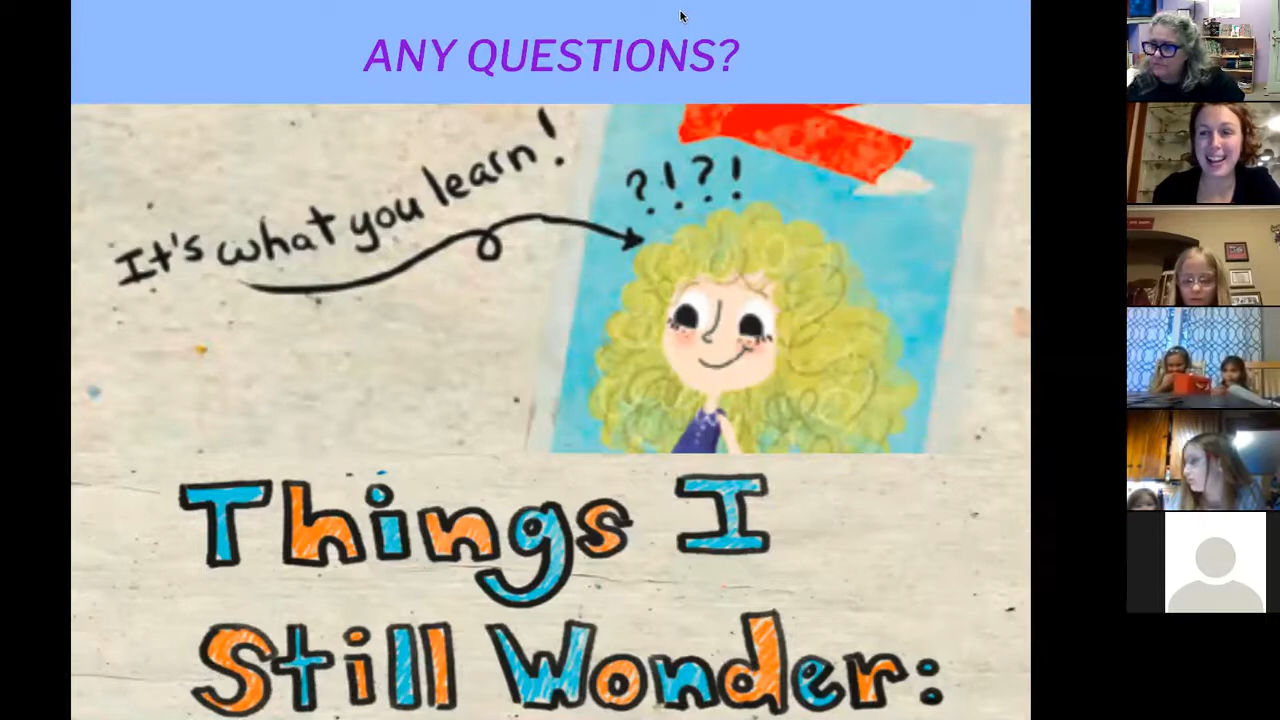 ANY QUESTIONS?
It's what you learn!
?!?!
Things I
Still Wonder: